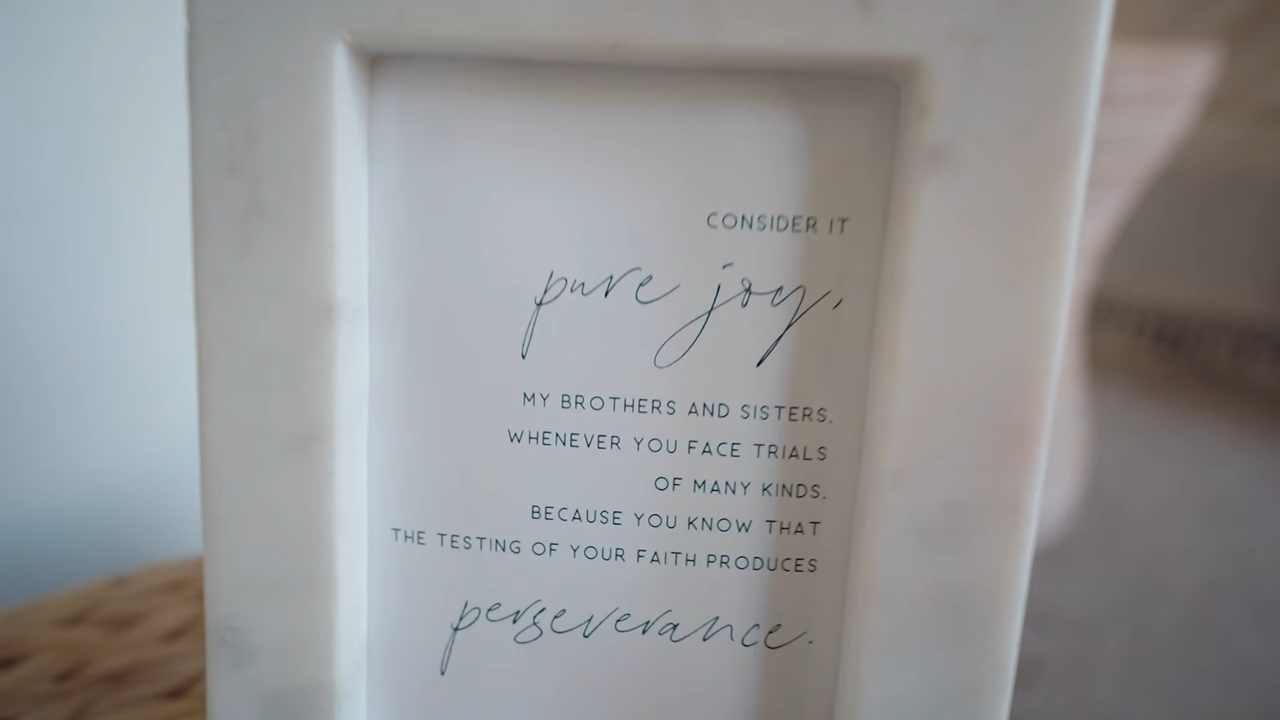 CONSIDER IT
pure joy,
MY BROTHERS AND SISTERS,
WHENEVER YOU FACE TRIALS
OF MANY KINDS,
BECAUSE YOU KNOW THAT
THE TESTING OF YOUR FAITH PRODUCES
perseverance.